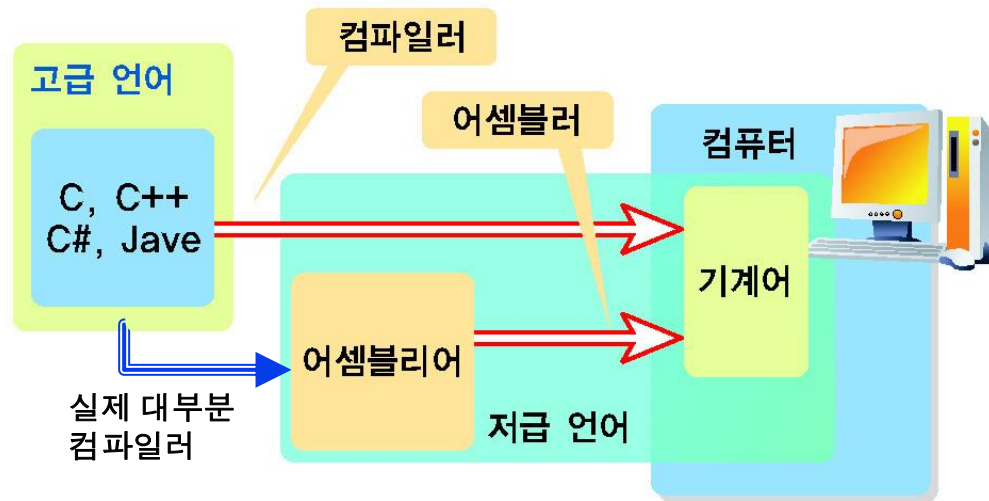 컴파일러
고급 언어
어셈블러
컴퓨터
C, C++
C#, Jave
기계어
어셈블리어
실제 대부분
컴파일러
저급 언어